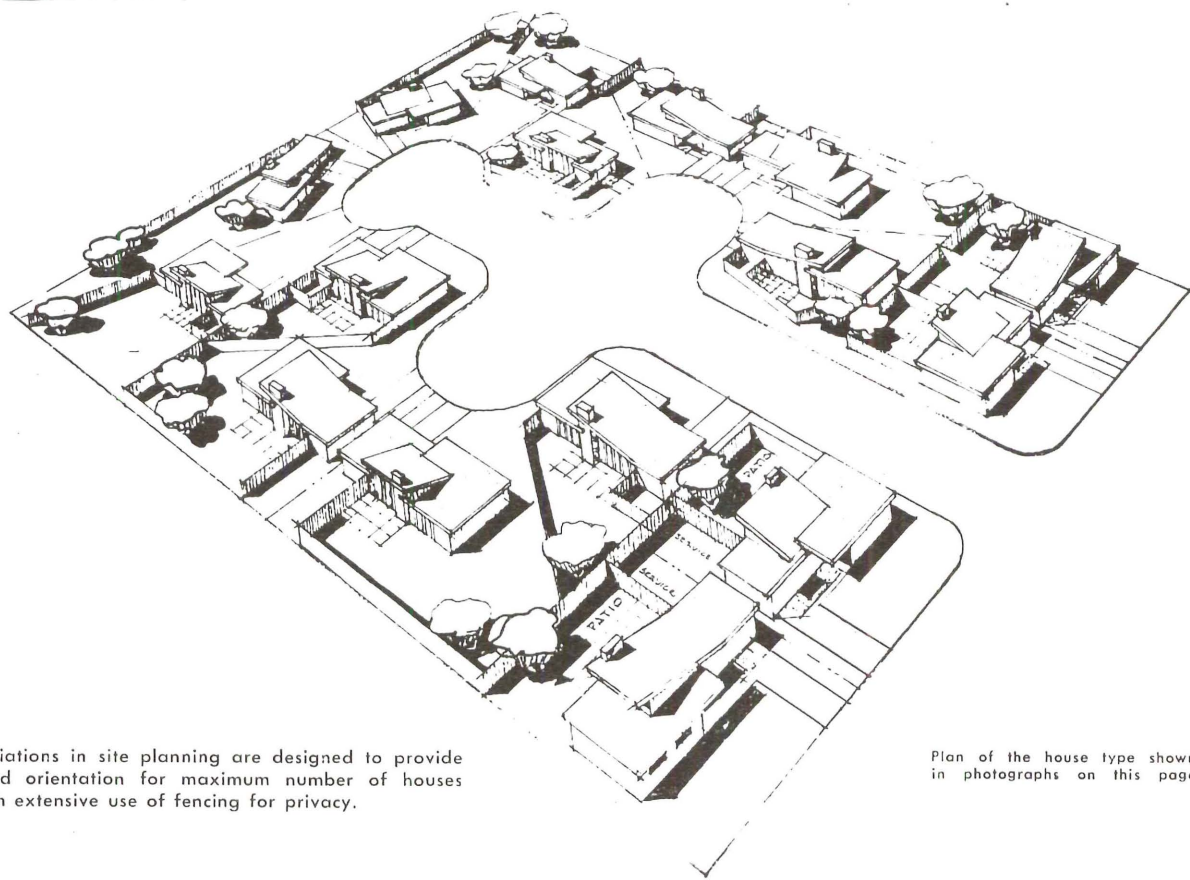 PATIO
SERVICE
SERVICE
PATIO
iations in site planning are designed to provide
d orientation for maximum number of houses
n extensive use of fencing for privacy.
Plan of the house type shown
in photographs on this page